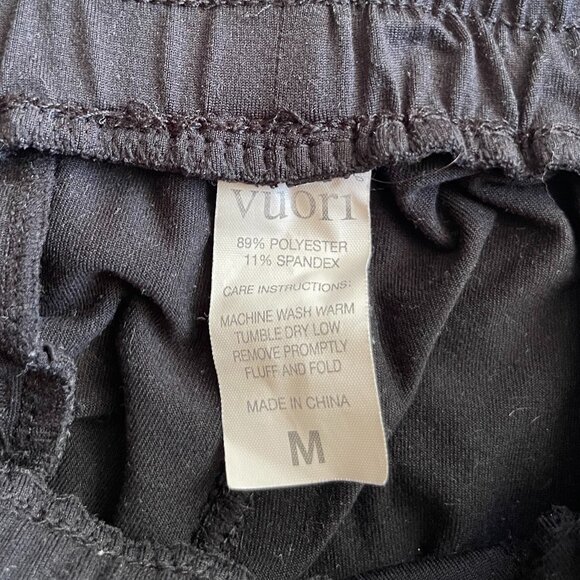 vuori
89% POLYESTER
11% SPANDEX
CARE INSTRUCTIONS:
MACHINE WASH WARM
TUMBLE DRY LOW
REMOVE PROMPTLY
FLUFF AND FOLD
MADE IN CHINA
M